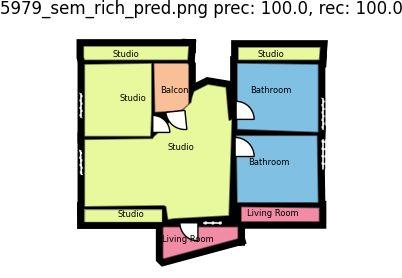 5979_sem_rich_pred.png prec: 100.0, rec: 100.0
Studio
Studio
Studio
Balcon
Bathroom
Studio
Bathroom
Studio
Living Room
Living Room